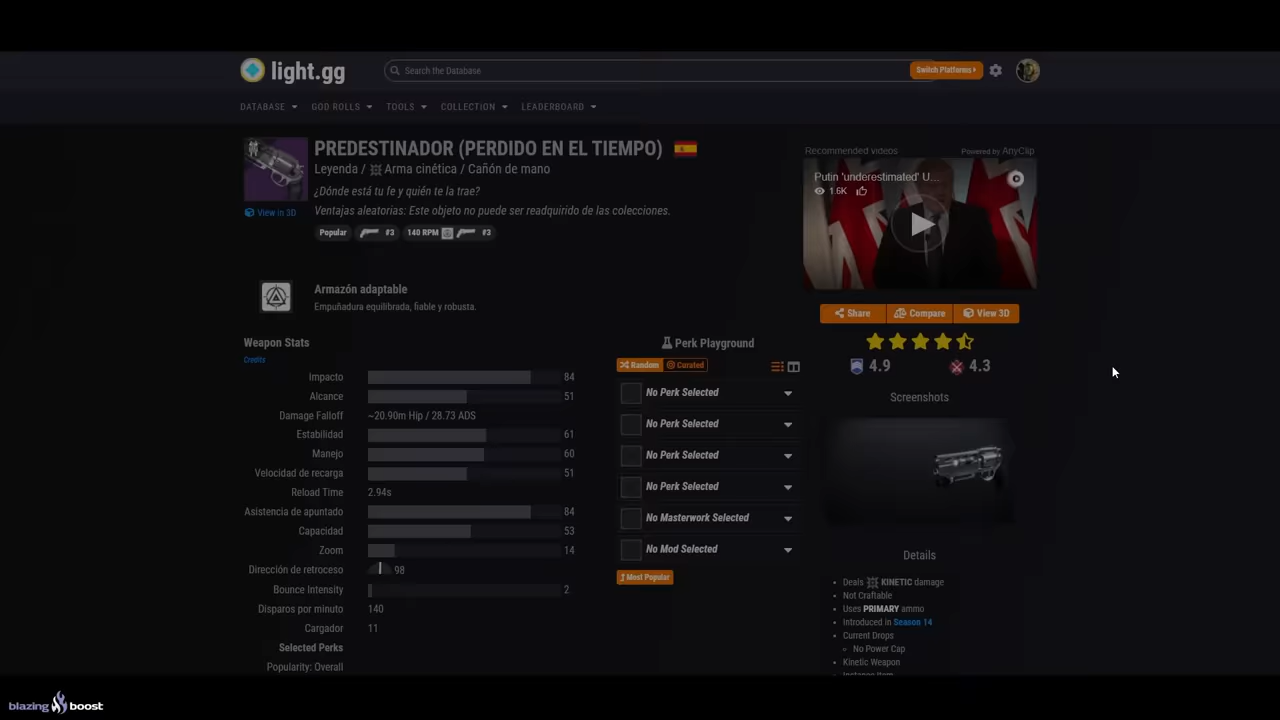 light.gg
Search the Database
Switch Platforms
DATABASE
GOD ROLLS
TOOLS
COLLECTION
LEADERBOARD
PREDESTINADOR (PERDIDO EN EL TIEMPO)
Leyenda / Arma cinética / Cañón de mano
¿Dónde está tu fe y quién te la trae?
View in 3D
Ventajas aleatorias: Este objeto no puede ser readquirido de las colecciones.
Popular
#3
140 RPM
#3
Armazón adaptable
Empuñadura equilibrada, fiable y robusta.
Weapon Stats
Credits
Impacto 84
Alcance 51
Damage Falloff ~20.90m Hip / 28.73 ADS
Estabilidad 61
Manejo 60
Velocidad de recarga 51
Reload Time 2.94s
Asistencia de apuntado 84
Capacidad 53
Zoom 14
Dirección de retroceso 98
Bounce Intensity 2
Disparos por minuto 140
Cargador 11
Selected Perks
Popularity: Overall
Perk Playground
Random
Curated
No Perk Selected
No Perk Selected
No Perk Selected
No Perk Selected
No Masterwork Selected
No Mod Selected
Most Popular
Recommended videos
Powered by AnyClip
Putin 'underestimated' U...
1.6K
Share
Compare
View 3D
4.9
4.3
Screenshots
Details
Deals KINETIC damage
Not Craftable
Uses PRIMARY ammo
Introduced in Season 14
Current Drops
No Power Cap
Kinetic Weapon
blazing boost